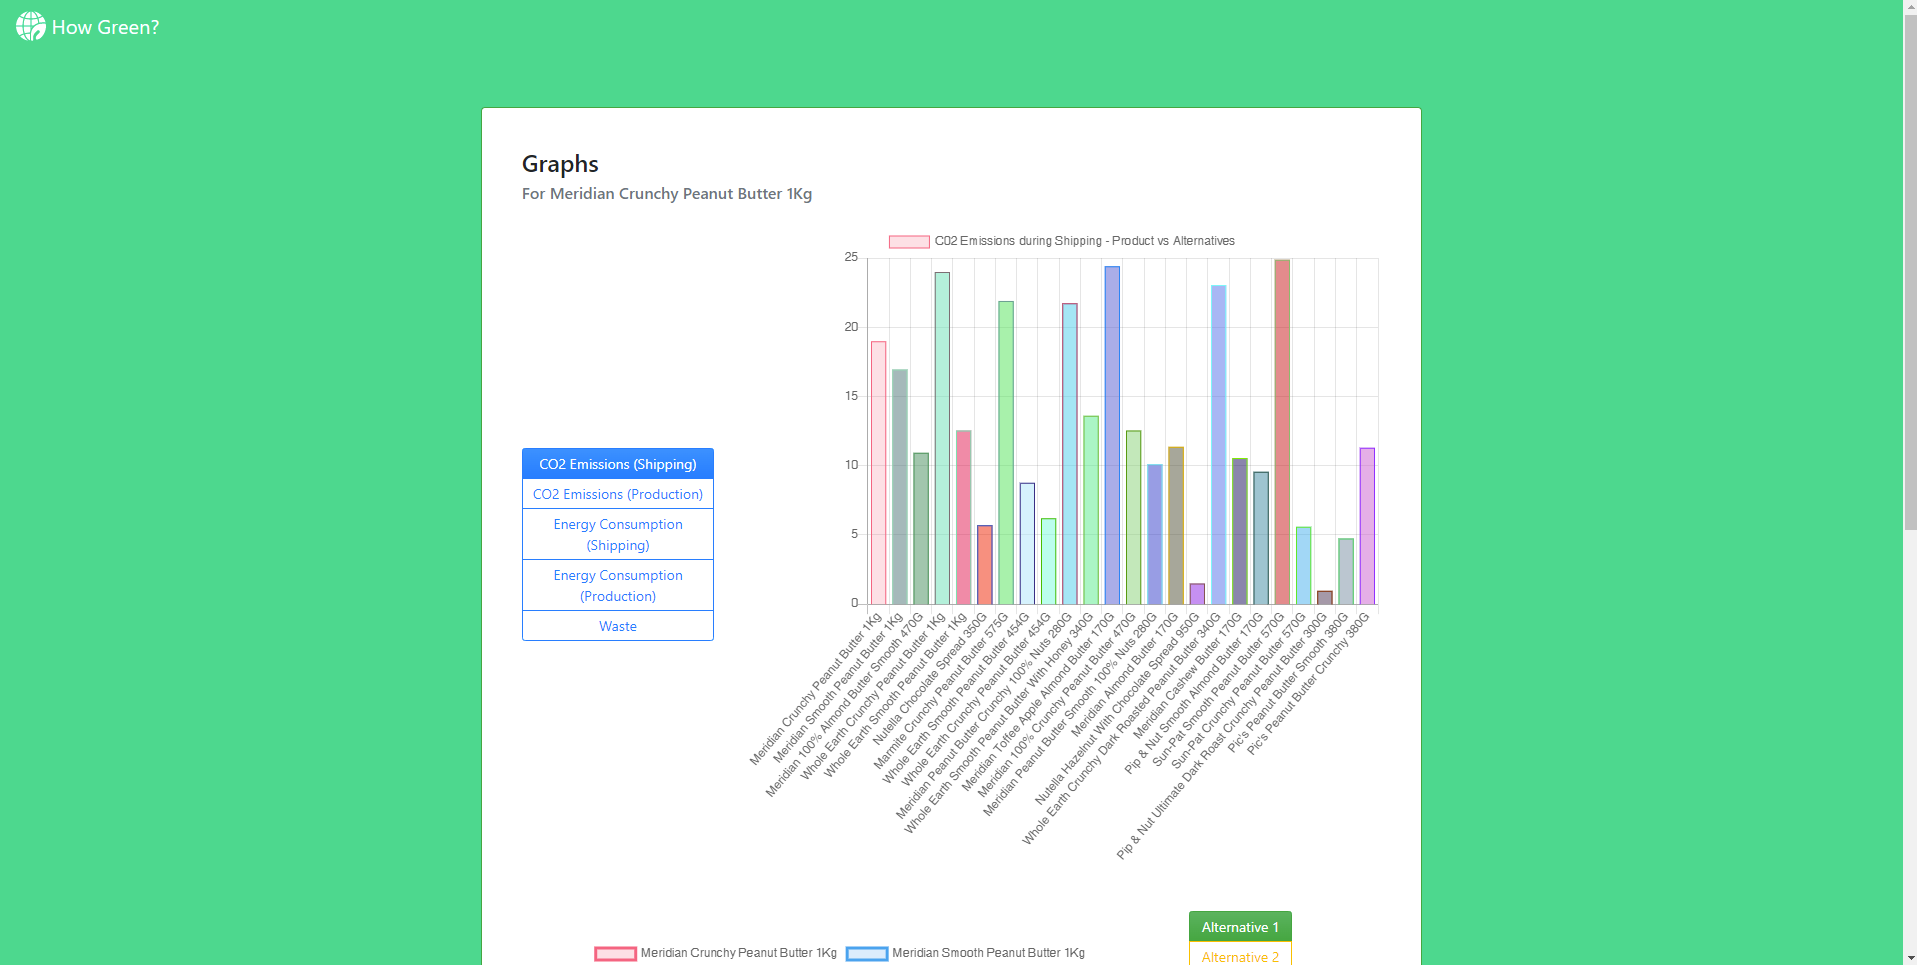 How Green?
Graphs
For Meridian Crunchy Peanut Butter 1Kg
C02 Emissions during Shipping - Product vs Alternatives
25
20
15
10
5
0
CO2 Emissions (Shipping)
CO2 Emissions (Production)
Energy Consumption
(Shipping)
Energy Consumption
(Production)
Waste
Meridian Crunchy Peanut Butter 1Kg
Meridian Smooth Peanut Butter 1Kg
Meridian 100% Almond Butter Smooth 470G
Whole Earth Crunchy Peanut Butter 1Kg
Whole Earth Smooth Peanut Butter 1Kg
Nutella Chocolate Spread 350G
Marmite Crunchy Peanut Butter 575G
Whole Earth Smooth Peanut Butter 454G
Whole Earth Crunchy Peanut Butter 454G
Meridian Peanut Butter Crunchy 100% Nuts 280G
Whole Earth Smooth Peanut Butter With Honey 340G
Meridian Toffee Apple Almond Butter 170G
Meridian 100% Crunchy Peanut Butter 470G
Meridian Peanut Butter Smooth 100% Nuts 280G
Meridian Almond Butter 170G
Nutella Hazelnut With Chocolate Spread 950G
Whole Earth Crunchy Dark Roasted Peanut Butter 340G
Meridian Cashew Butter 170G
Pip & Nut Smooth Almond Butter 170G
Sun-Pat Smooth Peanut Butter 570G
Sun-Pat Crunchy Peanut Butter 570G
Pip & Nut Ultimate Dark Roast Crunchy Peanut Butter 300G
Pic's Peanut Butter Smooth 380G
Pic's Peanut Butter Crunchy 380G
Alternative 1
Alternative 2
Meridian Crunchy Peanut Butter 1Kg
Meridian Smooth Peanut Butter 1Kg